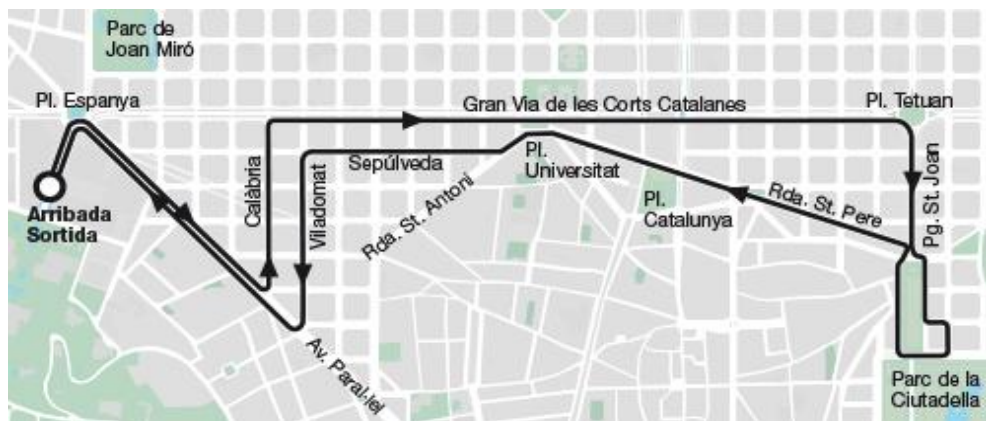 Parc de
Joan Miró
Pl. Espanya
Gran Via de les Corts Catalanes
Pl. Tetuan
Sepúlveda
Pl.
Universitat
Calàbria
Viladomat
Rda. St. Antoni
Pl.
Catalunya
Rda. St. Pere
Pg. St. Joan
Arribada
Sortida
Av. Paral·lel
Parc de la
Ciutadella